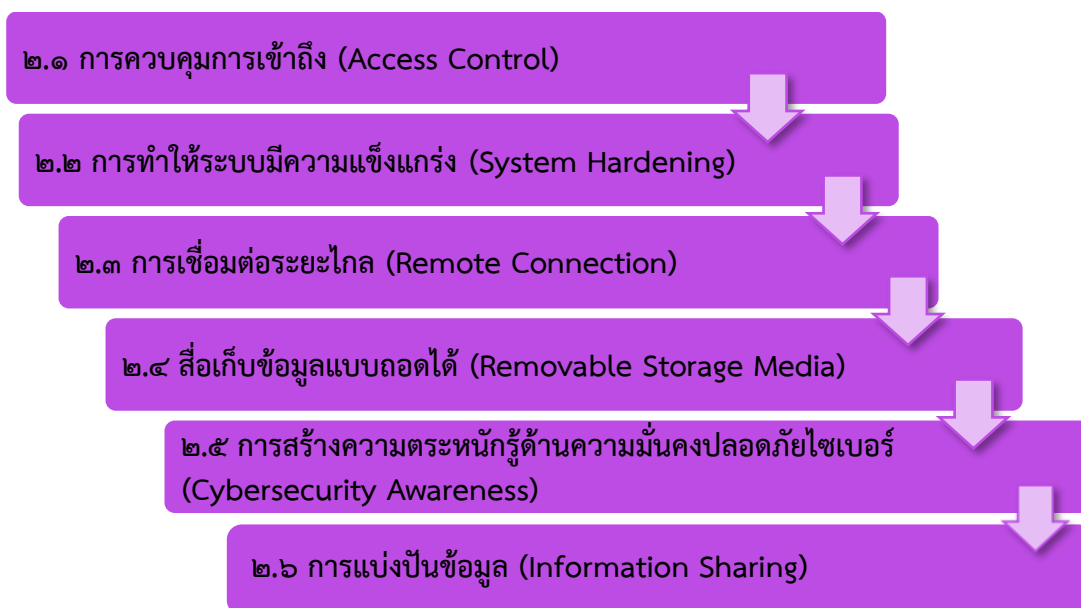 ๒.๑ การควบคุมการเข้าถึง (Access Control)
๒.๒ การทำให้ระบบมีความแข็งแกร่ง (System Hardening)
๒.๓ การเชื่อมต่อระยะไกล (Remote Connection)
๒.๔ สื่อเก็บข้อมูลแบบถอดได้ (Removable Storage Media)
๒.๕ การสร้างความตระหนักรู้ด้านความมั่นคงปลอดภัยไซเบอร์
(Cybersecurity Awareness)
๒.๖ การแบ่งปันข้อมูล (Information Sharing)